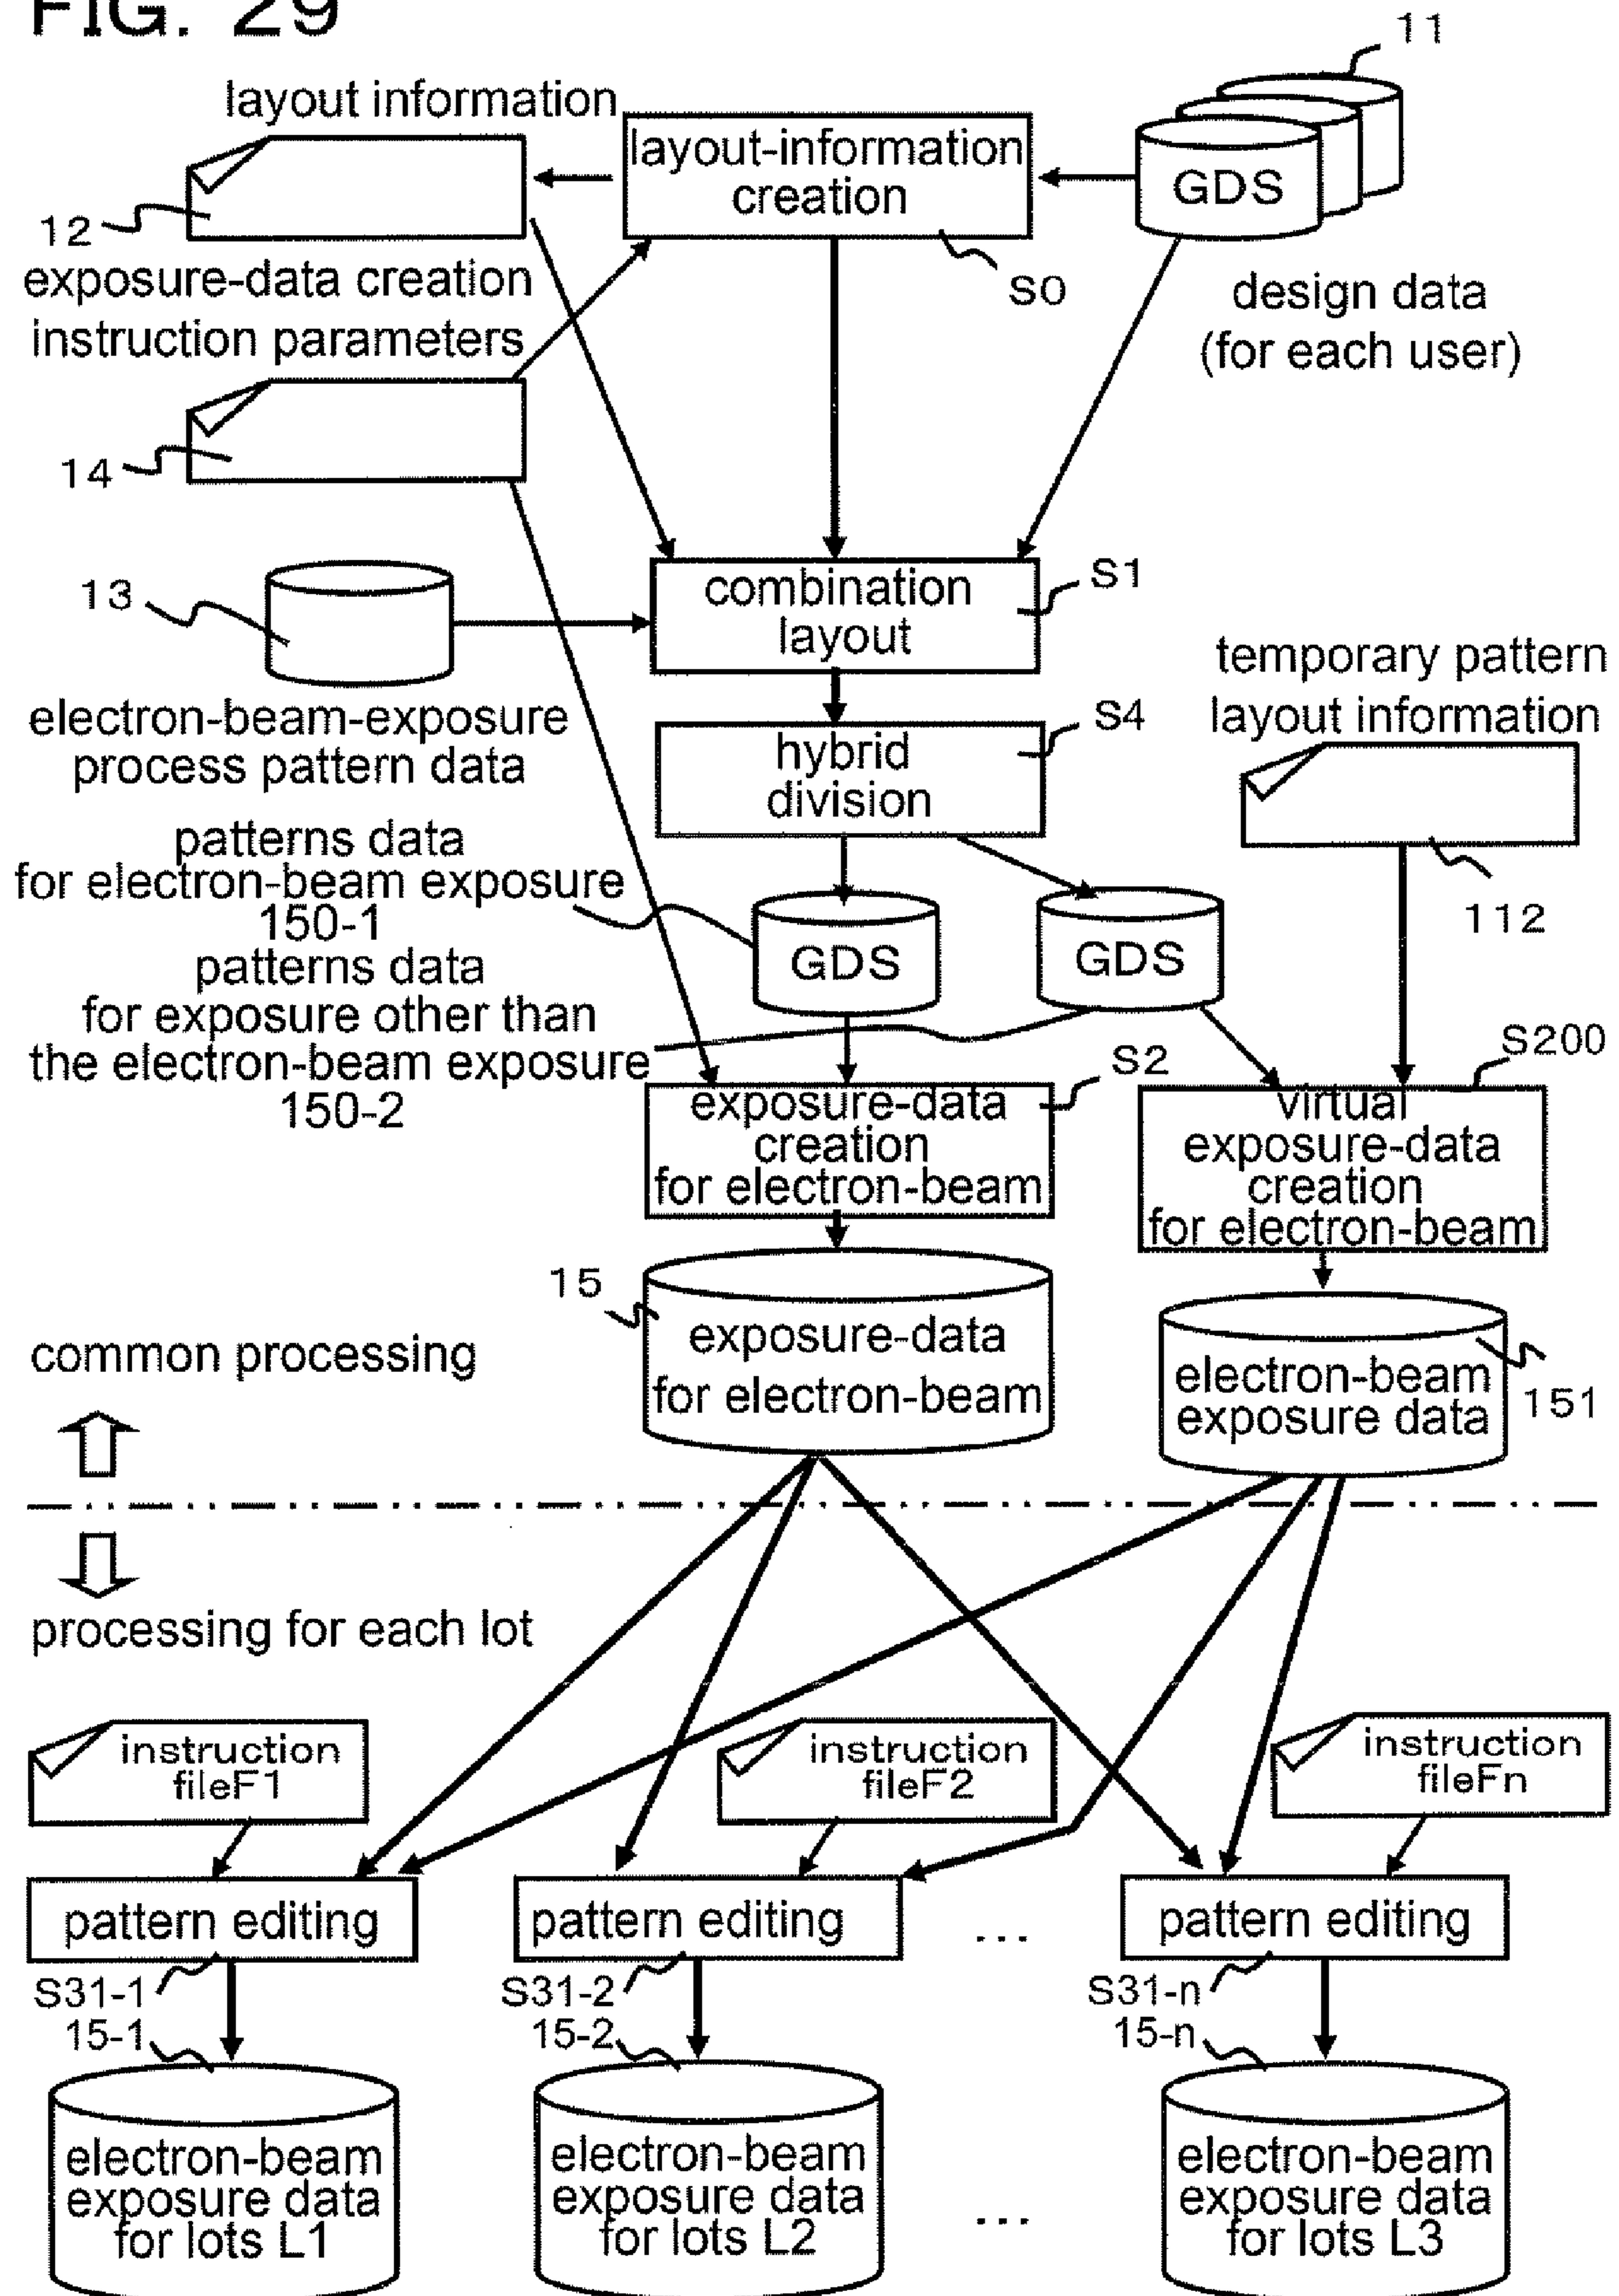 FIG. 29
11
layout information
layout-information
creation
GDS
12
S0
exposure-data creation
instruction parameters
design data
(for each user)
14
13
combination
layout
S1
temporary pattern
layout information
electron-beam-exposure
process pattern data
hybrid
division
S4
patterns data
for electron-beam exposure
150-1
112
GDS
GDS
patterns data
for exposure other than
the electron-beam exposure
150-2
S2
S200
exposure-data
creation
for electron-beam
virtual
exposure-data
creation
for electron-beam
15
exposure-data
for electron-beam
electron-beam
exposure data
151
common processing
processing for each lot
instruction
fileF1
instruction
fileF2
instruction
fileFn
pattern editing
pattern editing
...
pattern editing
S31-1
S31-2
S31-n
15-1
15-2
15-n
electron-beam
exposure data
for lots L1
electron-beam
exposure data
for lots L2
...
electron-beam
exposure data
for lots L3